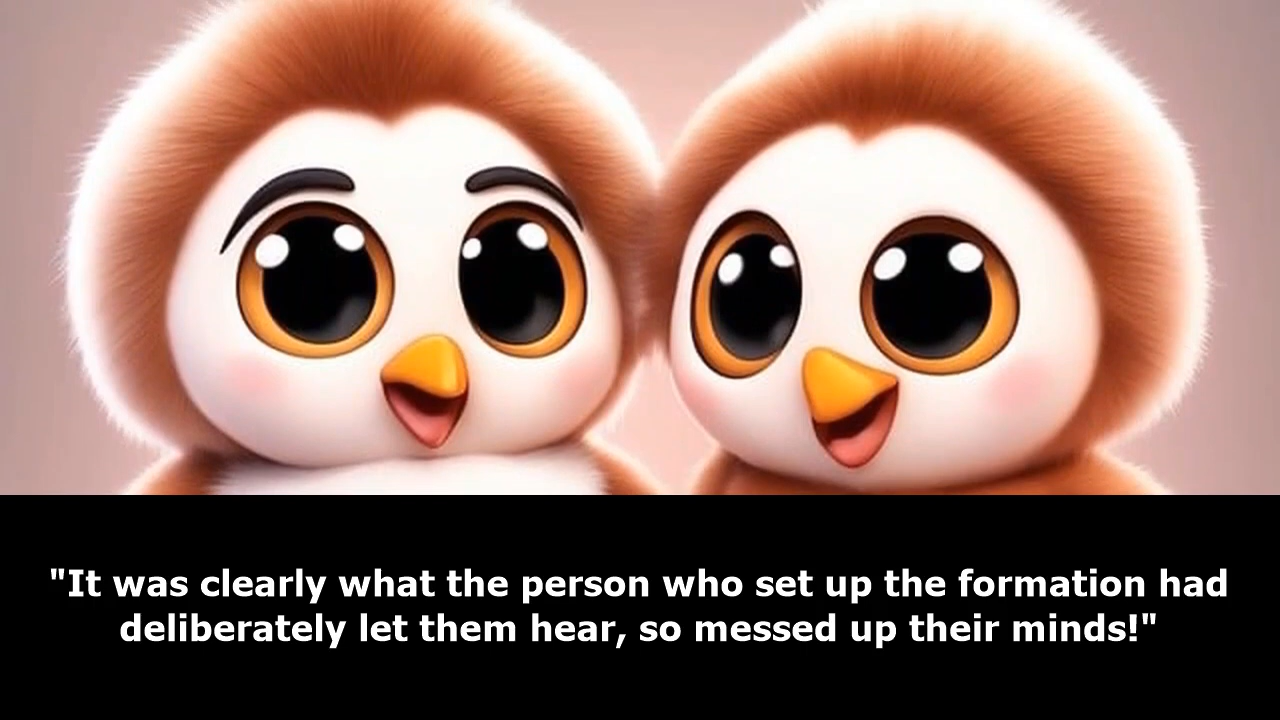 "It was clearly what the person who set up the formation had
deliberately let them hear, so messed up their minds!"